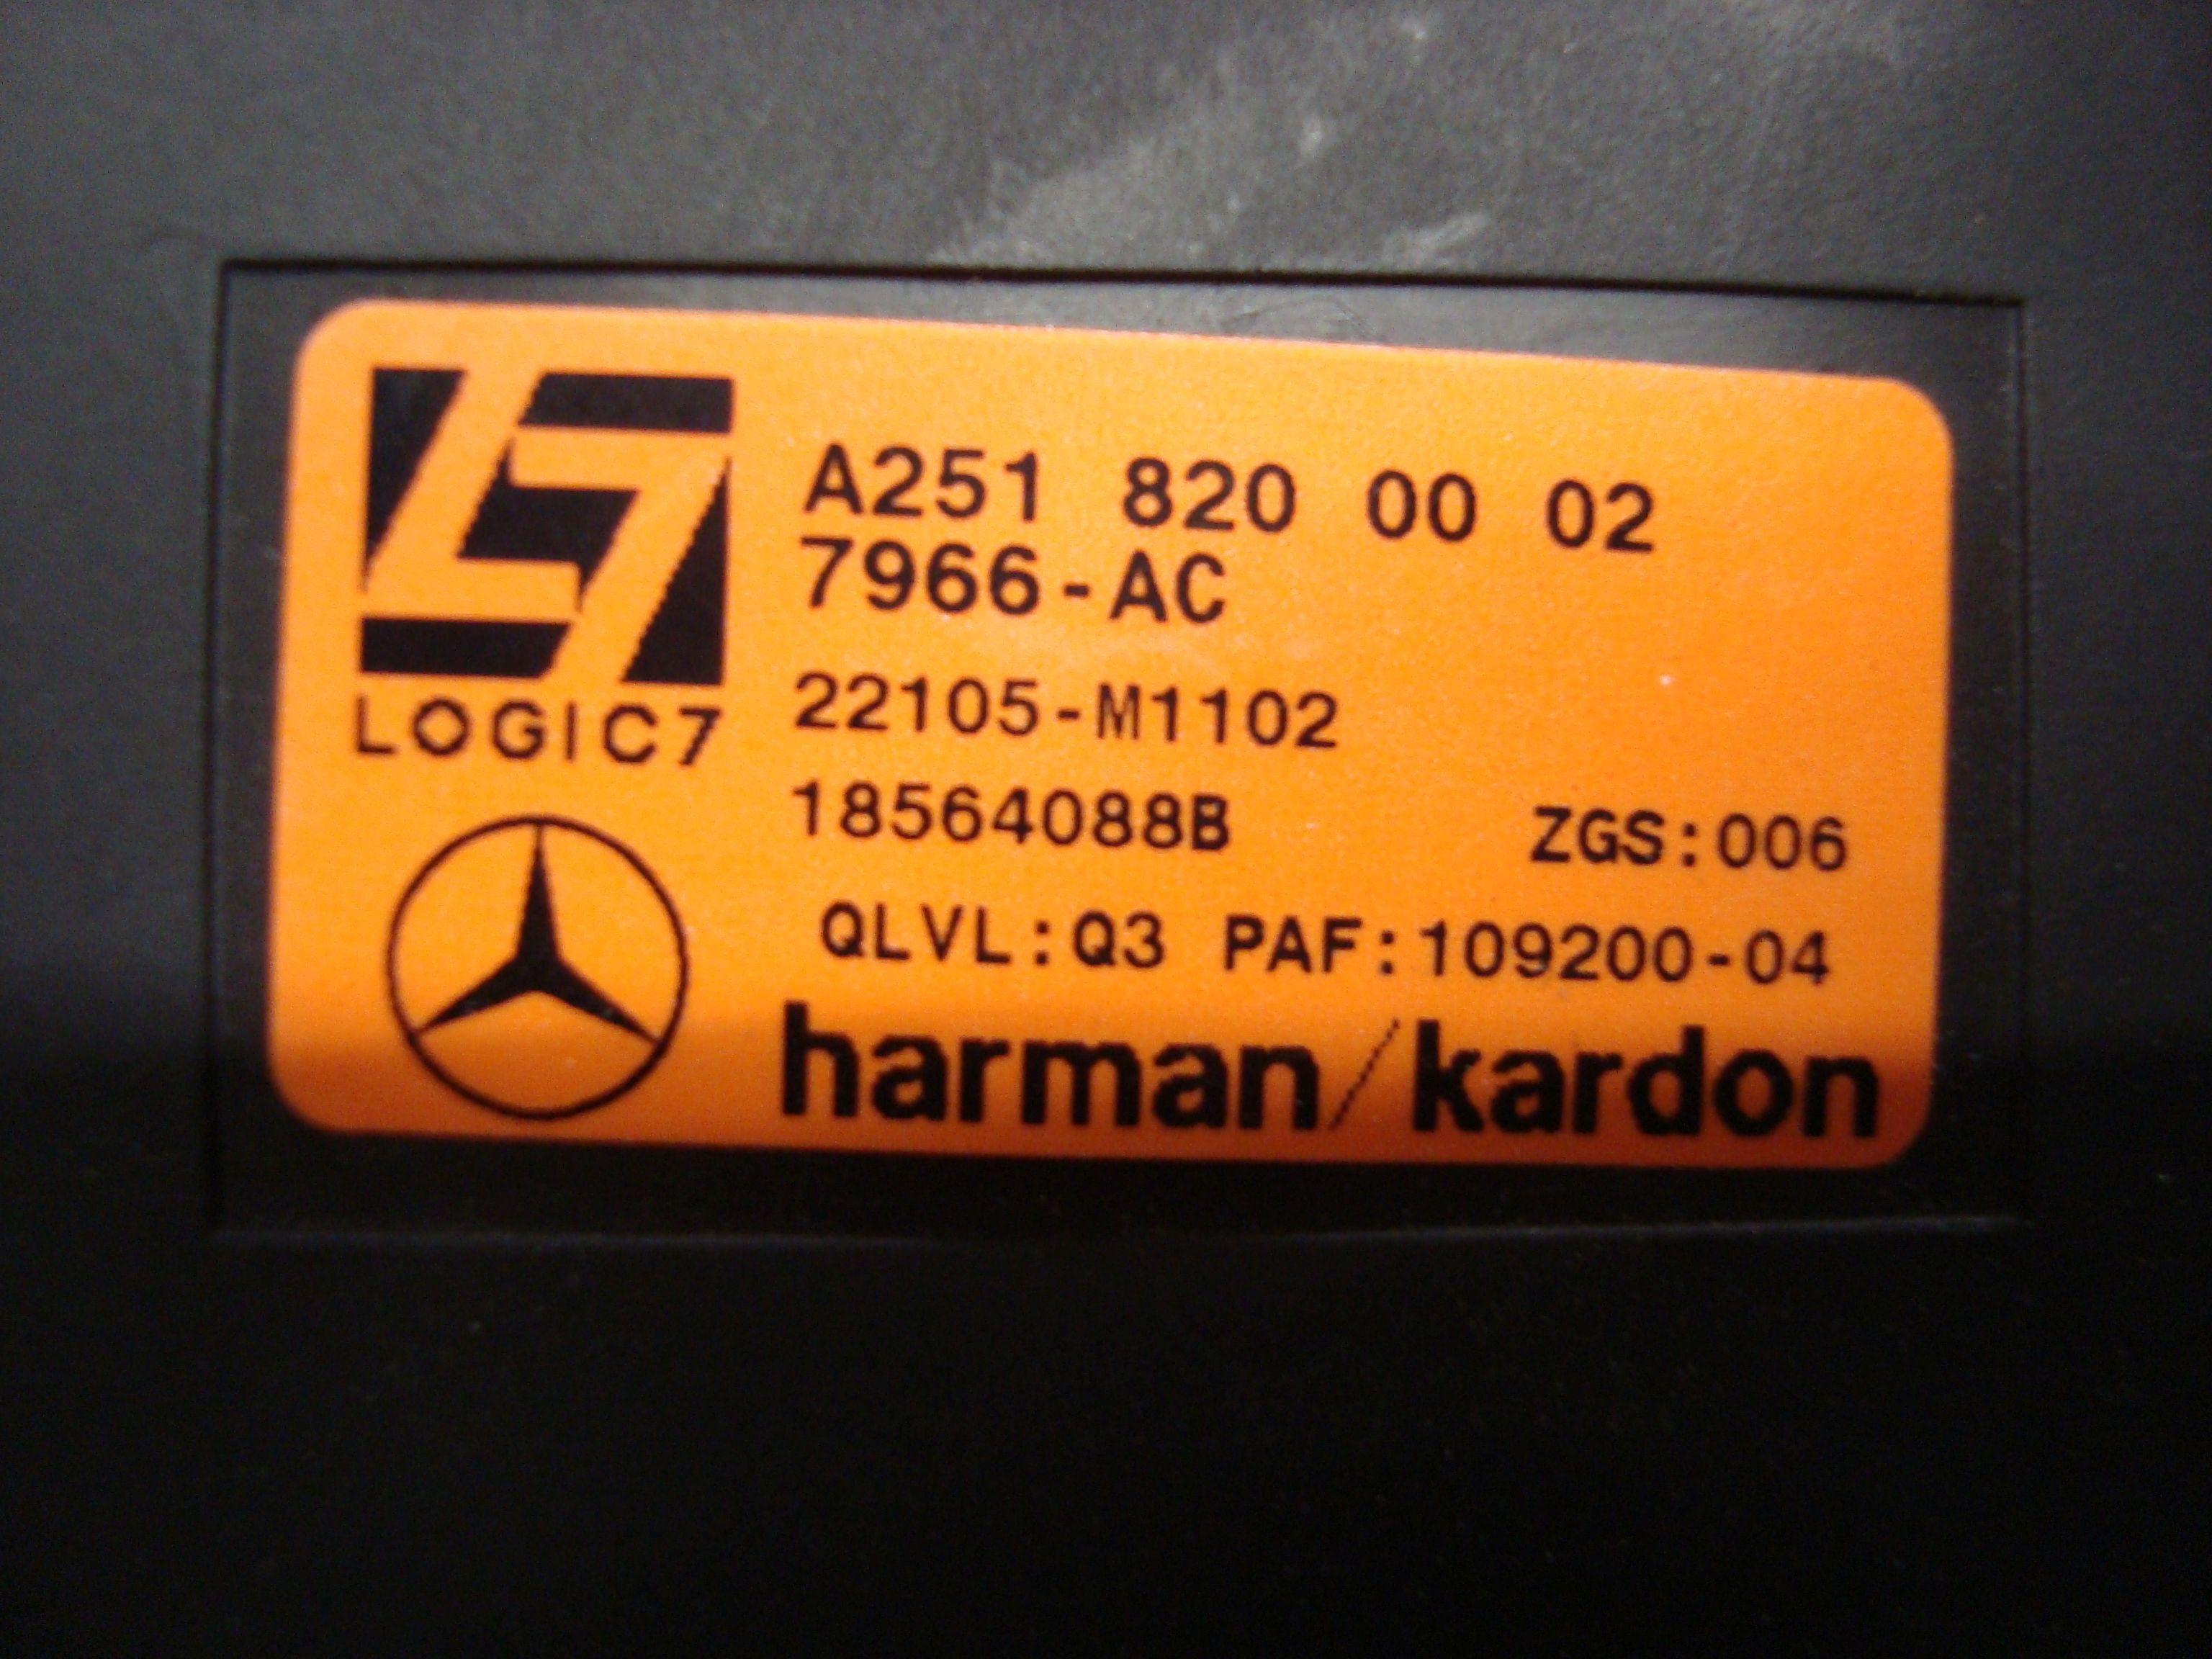 A251 820 00 02
7966-AC
LOGIC7
22105-M1102
18564088B ZGS:006
QLVL:Q3 PAF:109200-04
harman/kardon